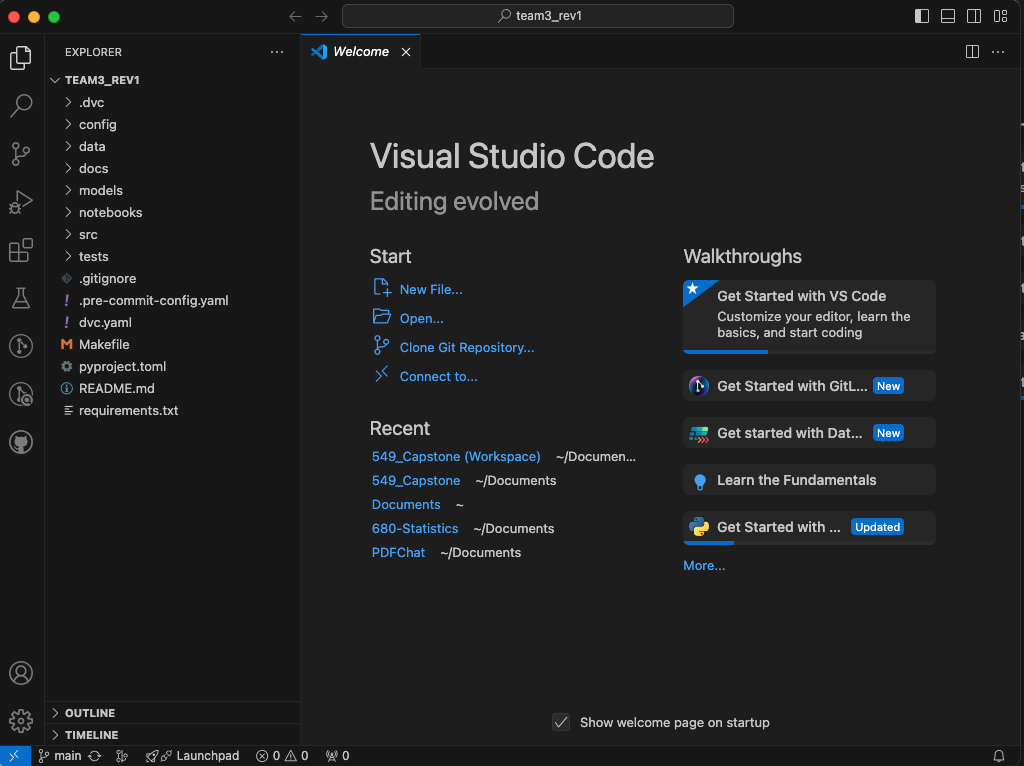 team3_rev1
EXPLORER
TEAM3_REV1
.dvc
config
data
docs
models
notebooks
src
tests
.gitignore
.pre-commit-config.yaml
dvc.yaml
Makefile
pyproject.toml
README.md
requirements.txt
OUTLINE
TIMELINE
Welcome
Visual Studio Code
Editing evolved
Start
New File...
Open...
Clone Git Repository...
Connect to...
Recent
549_Capstone (Workspace) ~/Documen...
549_Capstone ~/Documents
Documents ~
680-Statistics ~/Documents
PDFChat ~/Documents
Walkthroughs
Get Started with VS Code
Customize your editor, learn the
basics, and start coding
Get Started with GitL... New
Get started with Dat... New
Learn the Fundamentals
Get Started with ... Updated
More...
Show welcome page on startup
main Launchpad 0 0 0